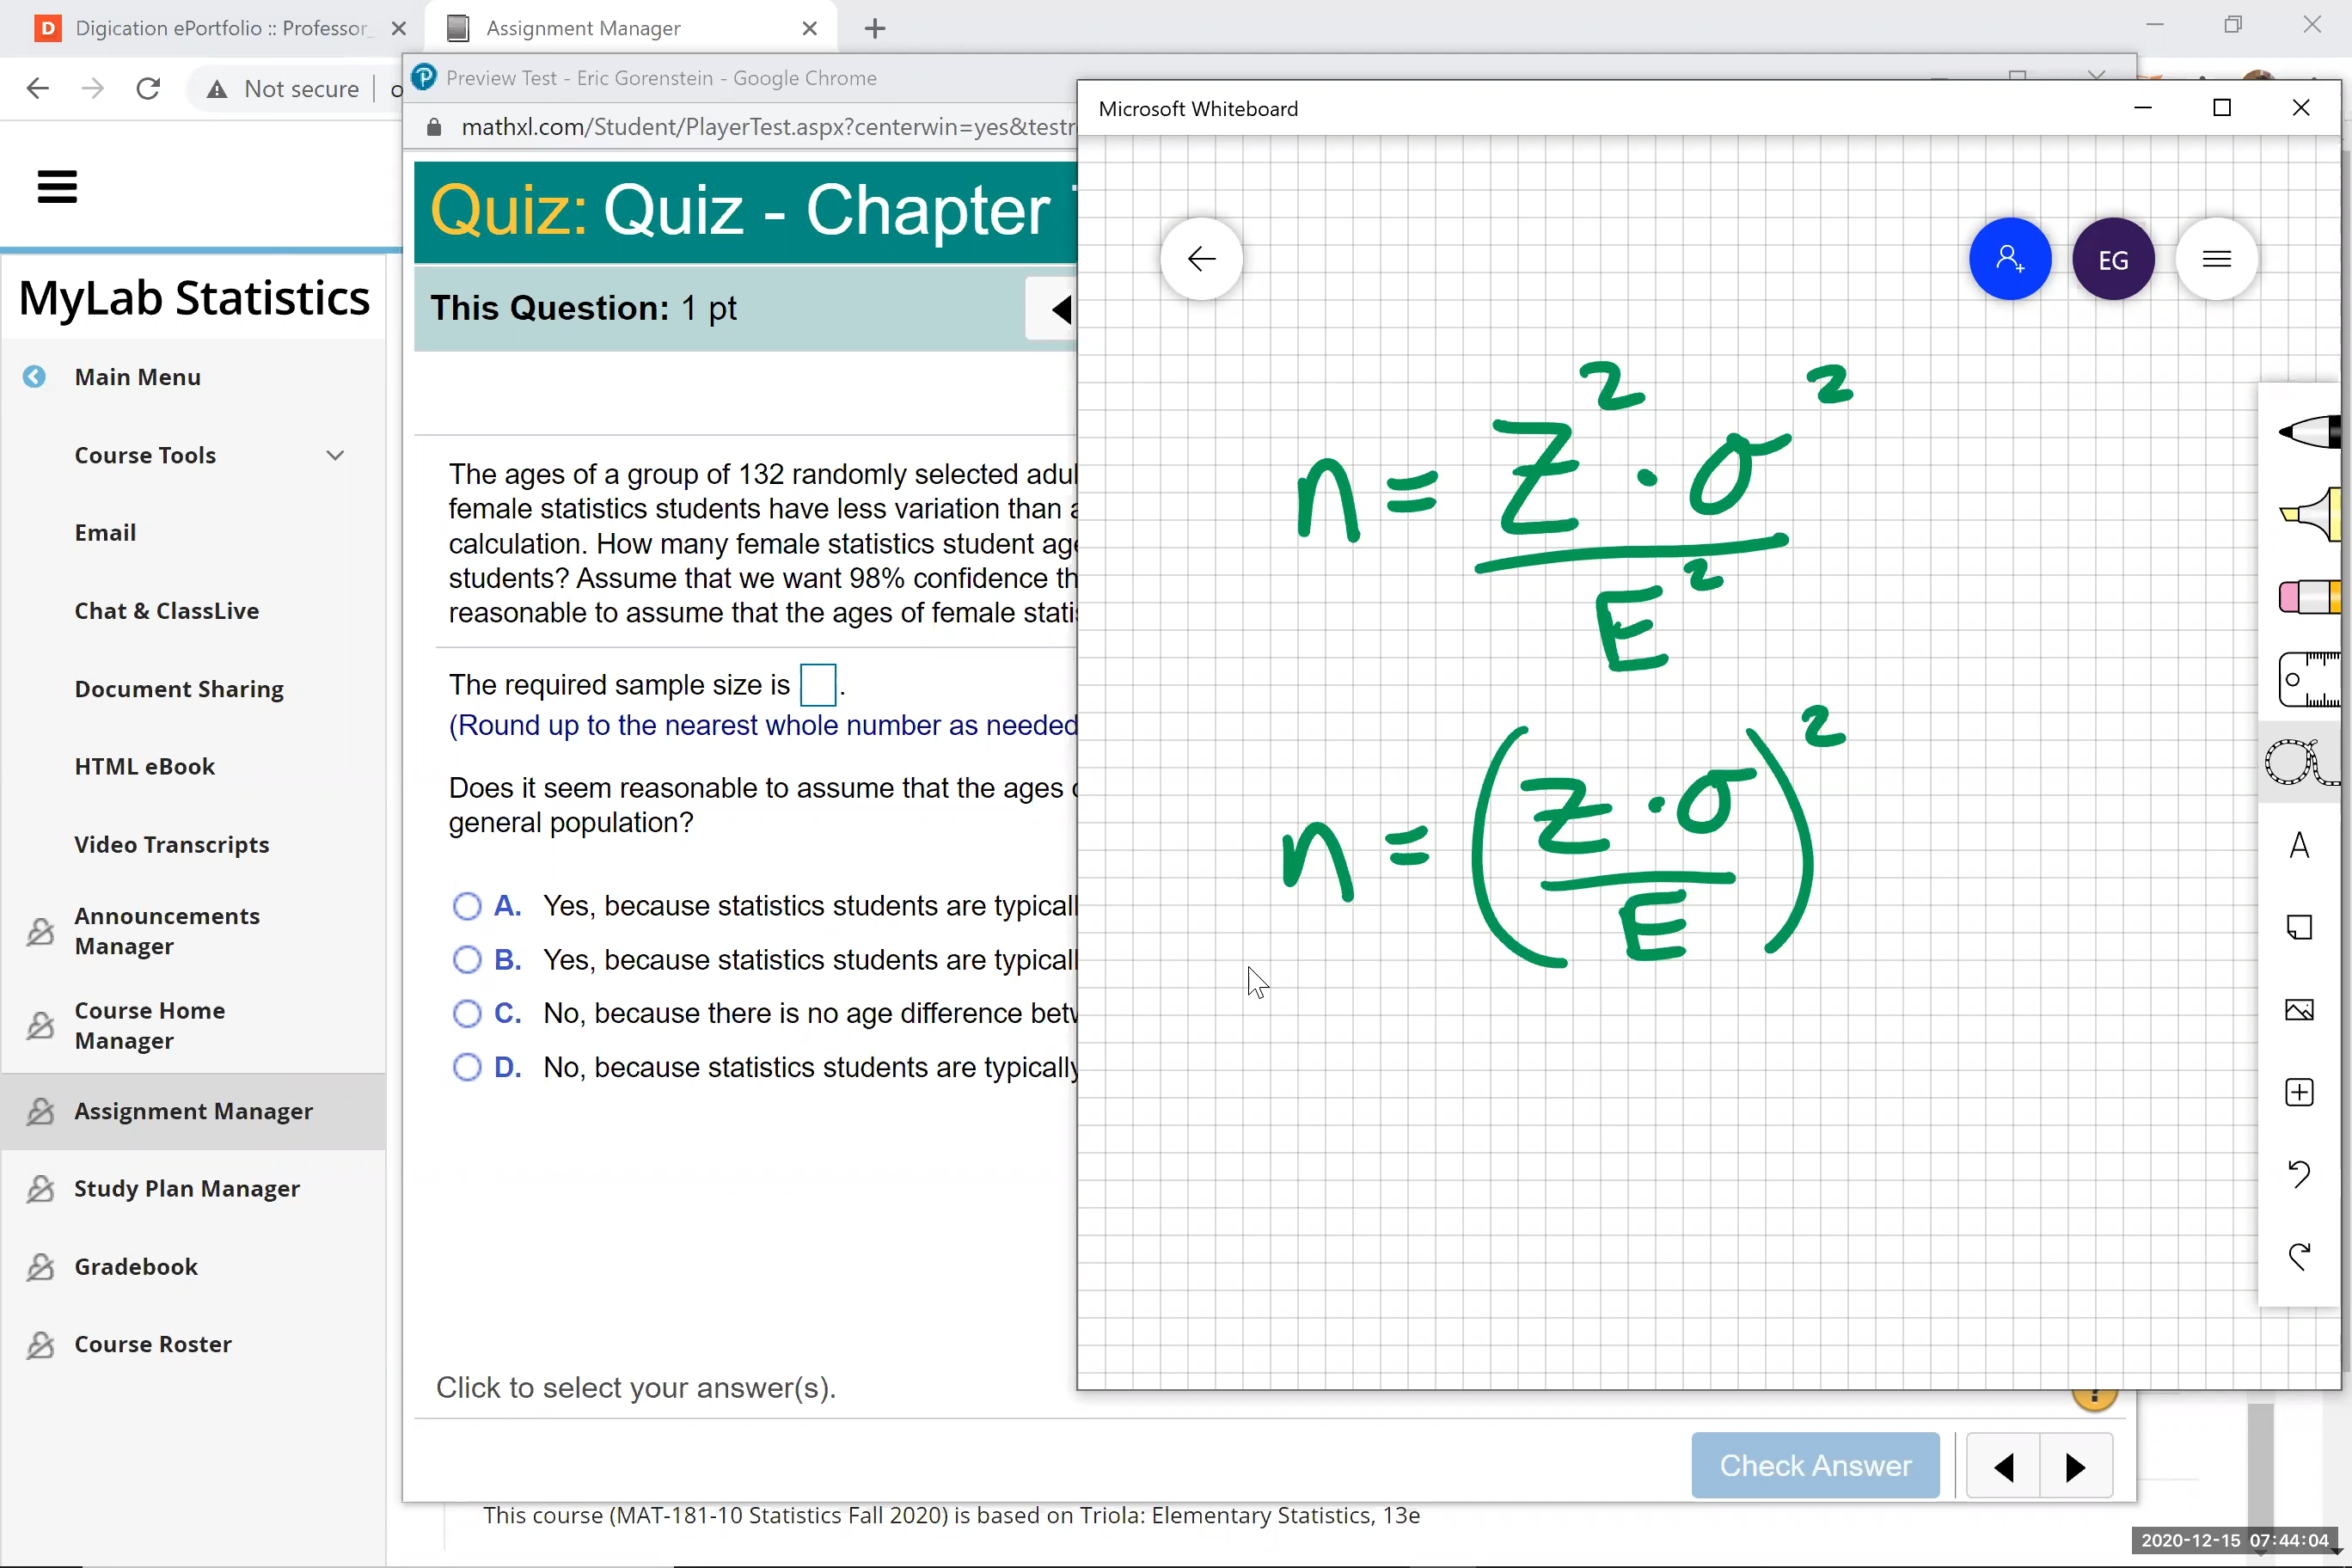 Digication ePortfolio :: Professor_
Assignment Manager
Not secure
Preview Test - Eric Gorenstein - Google Chrome
mathxl.com/Student/PlayerTest.aspx?centerwin=yes&testr
Microsoft Whiteboard
MyLab Statistics
Main Menu
Course Tools
Email
Chat & ClassLive
Document Sharing
HTML eBook
Video Transcripts
Announcements
Manager
Course Home
Manager
Assignment Manager
Study Plan Manager
Gradebook
Course Roster
Quiz: Quiz - Chapter
This Question: 1 pt
The ages of a group of 132 randomly selected adul
female statistics students have less variation than a
calculation. How many female statistics student age
students? Assume that we want 98% confidence th
reasonable to assume that the ages of female stati
The required sample size is .
(Round up to the nearest whole number as needed
Does it seem reasonable to assume that the ages o
general population?
A. Yes, because statistics students are typicall
B. Yes, because statistics students are typicall
C. No, because there is no age difference betw
D. No, because statistics students are typically
Click to select your answer(s).
Check Answer
This course (MAT-181-10 Statistics Fall 2020) is based on Triola: Elementary Statistics, 13e
EG
n = Z² · σ²
E²
n = (Z · σ
E)²
2020-12-15 07:44:04